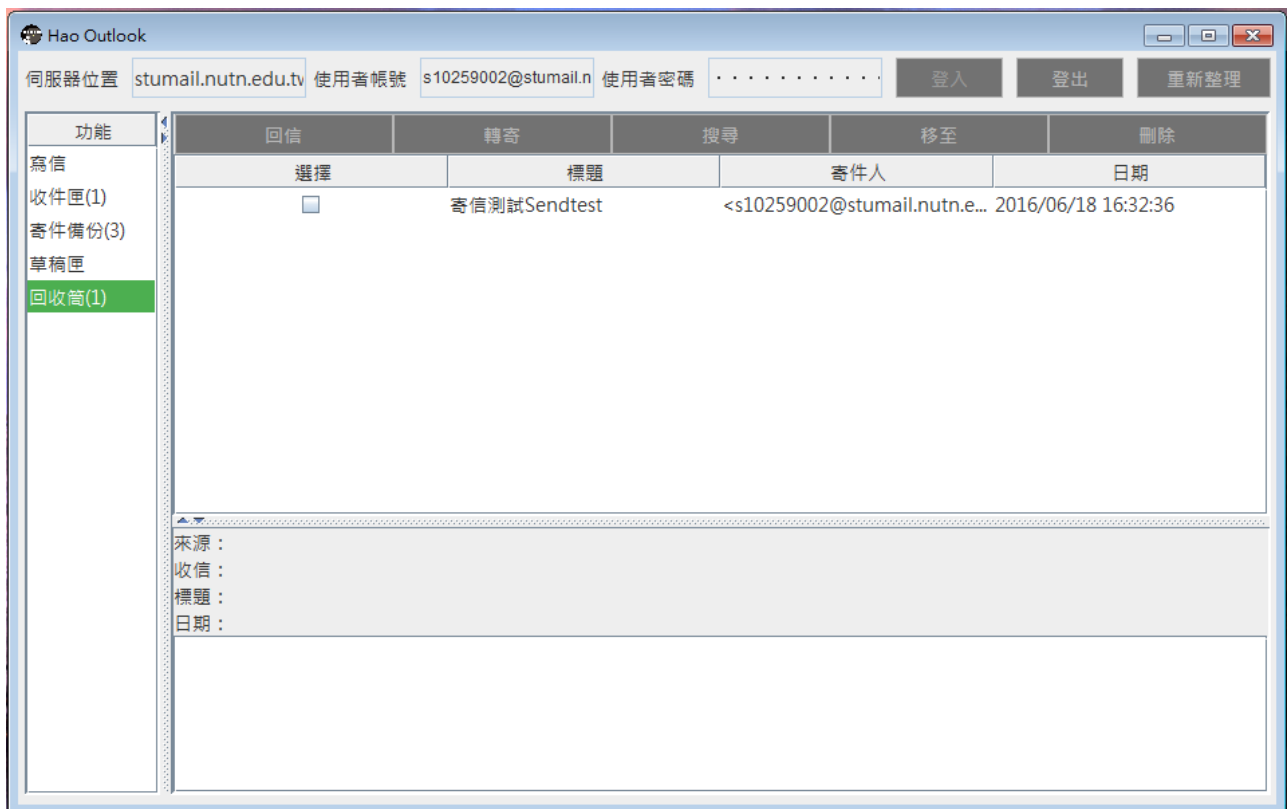 Hao Outlook
伺服器位置 stumail.nutn.edu.tv 使用者帳號 s10259002@stumail.n 使用者密碼 ・・・・・・・・・・・ 登入 登出 重新整理
功能
寫信
收件匣(1)
寄件備份(3)
草稿匣
回收筒(1)
回信 轉寄 搜尋 移至 刪除
選擇 標題 寄件人 日期
寄信測試Sendtest <s10259002@stumail.nutn.e... 2016/06/18 16:32:36
來源：
收信：
標題：
日期：